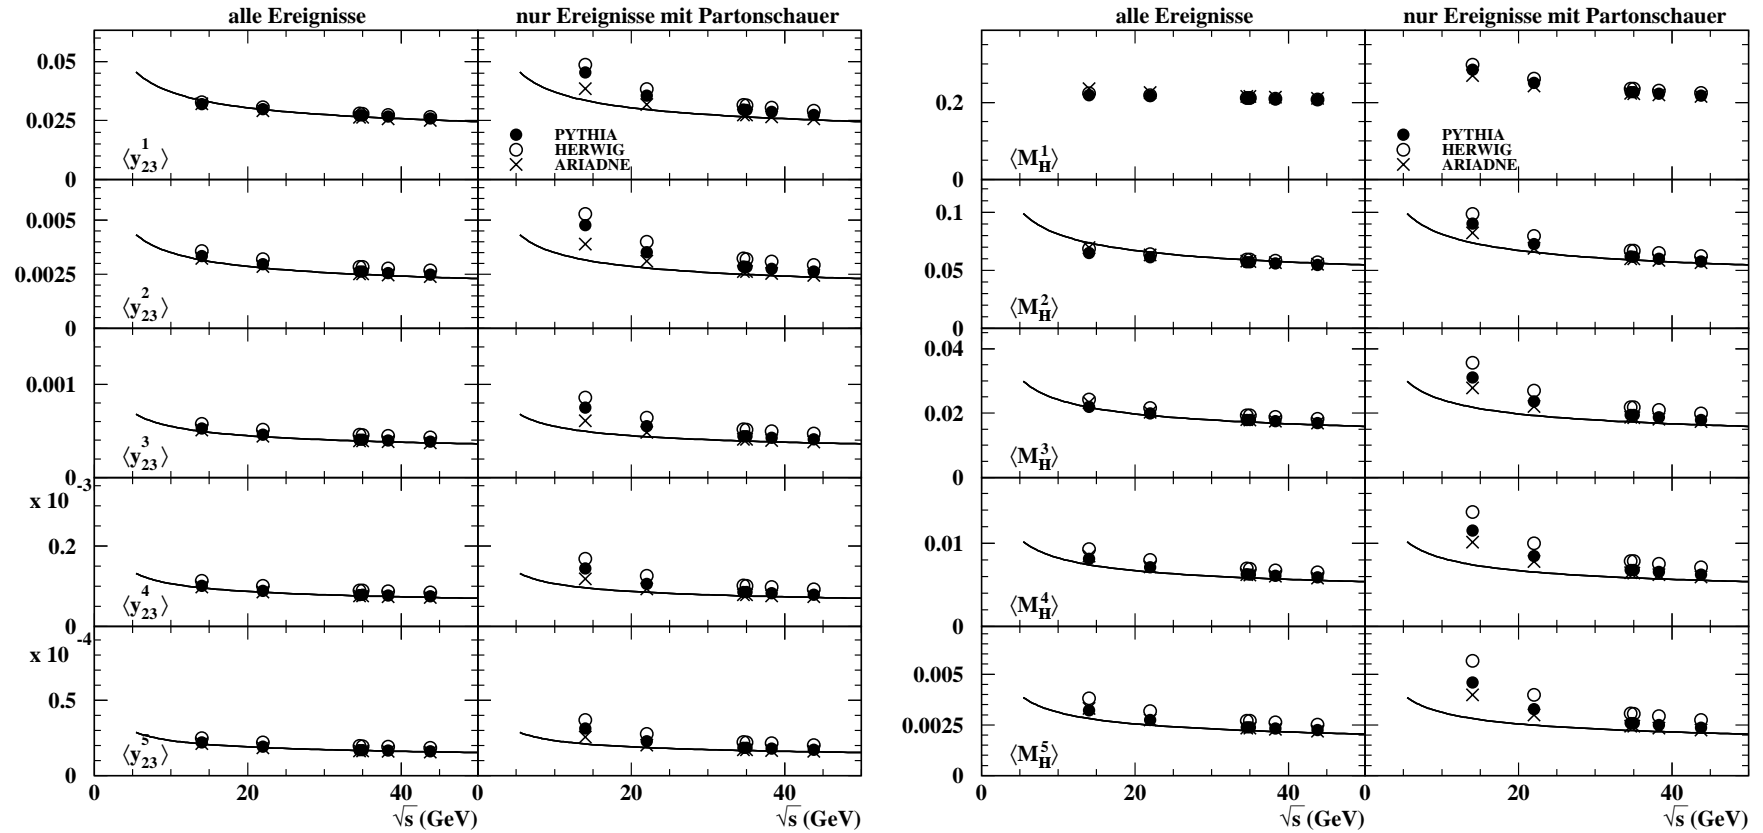 alle Ereignisse nur Ereignisse mit Partonschauer
0.05
0.025
0
⟨y₂₃¹⟩
PYTHIA
HERWIG
ARIADNE
0.005
0.0025
0
⟨y₂₃²⟩
0.001
0
⟨y₂₃³⟩
x 10⁻³
0.2
0
⟨y₂₃⁴⟩
x 10⁻⁴
0.5
0
⟨y₂₃⁵⟩
0 20 40 0 20 40
√s (GeV) √s (GeV)
alle Ereignisse nur Ereignisse mit Partonschauer
0.2
0
⟨M_H¹⟩
PYTHIA
HERWIG
ARIADNE
0.1
0.05
0
⟨M_H²⟩
0.04
0.02
0
⟨M_H³⟩
0.01
0
⟨M_H⁴⟩
0.005
0.0025
0
⟨M_H⁵⟩
0 20 40 0 20 40
√s (GeV) √s (GeV)